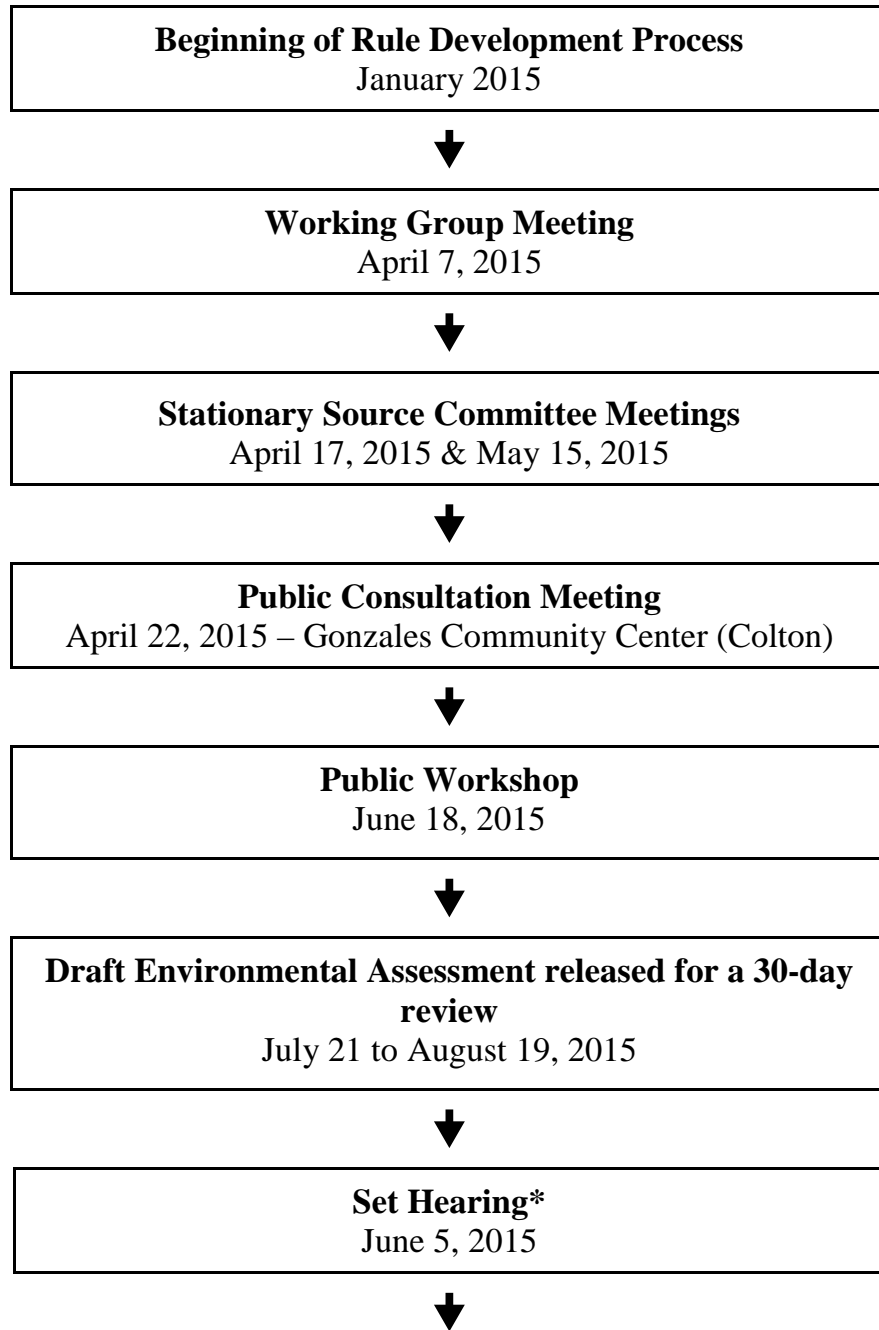 Beginning of Rule Development Process
January 2015
Working Group Meeting
April 7, 2015
Stationary Source Committee Meetings
April 17, 2015 & May 15, 2015
Public Consultation Meeting
April 22, 2015 – Gonzales Community Center (Colton)
Public Workshop
June 18, 2015
Draft Environmental Assessment released for a 30-day
review
July 21 to August 19, 2015
Set Hearing*
June 5, 2015